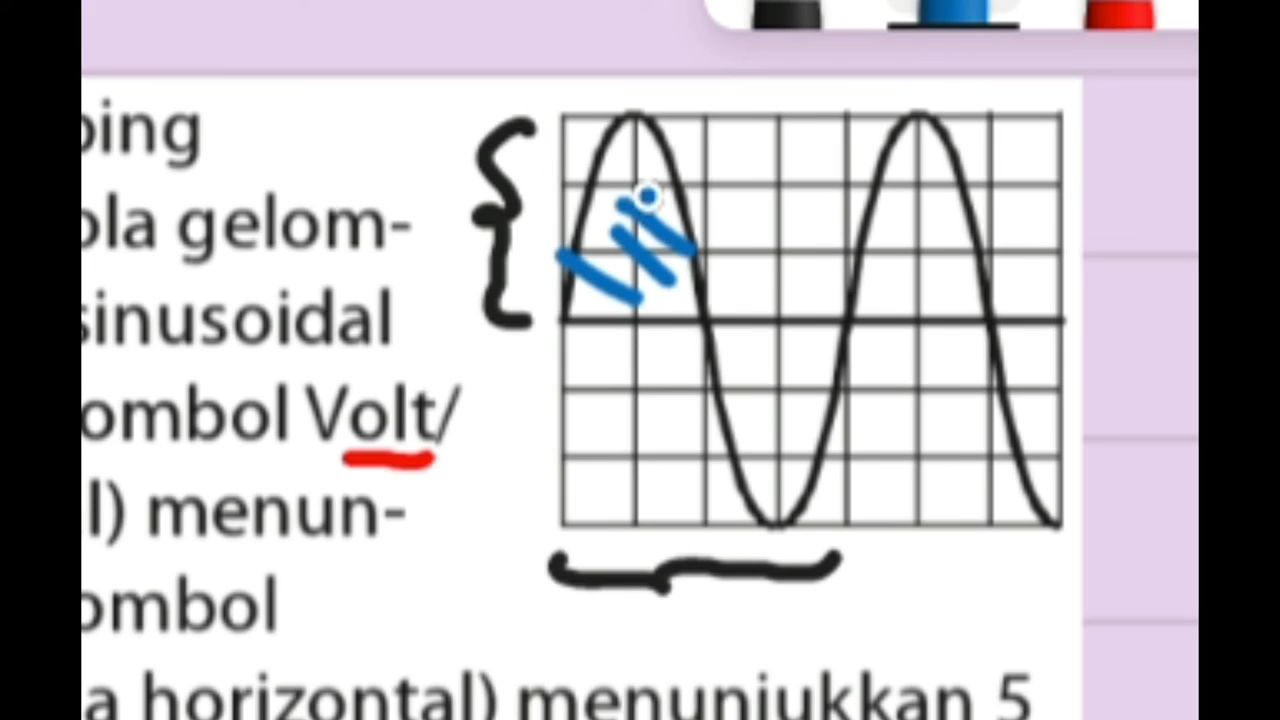 ping
ola gelom-
sinusoidal
ombol Volt/
l) menun-
ombol
a horizontal) menunjukkan 5